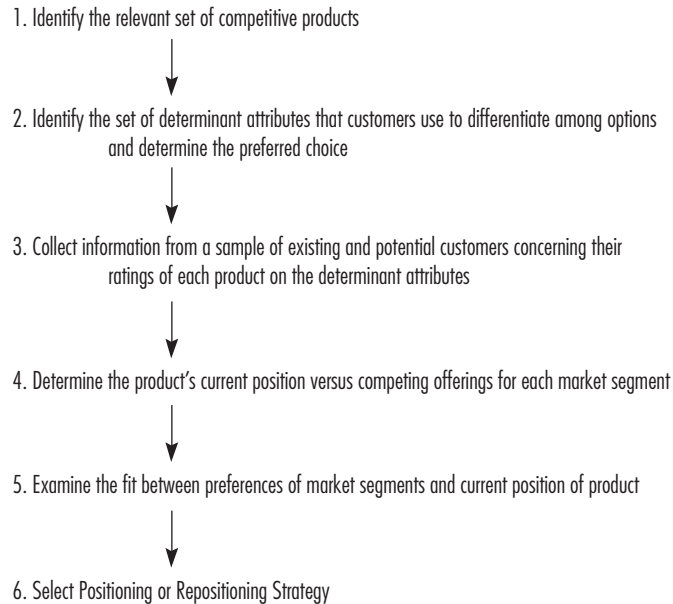 1. Identify the relevant set of competitive products
2. Identify the set of determinant attributes that customers use to differentiate among options
and determine the preferred choice
3. Collect information from a sample of existing and potential customers concerning their
ratings of each product on the determinant attributes
4. Determine the product's current position versus competing offerings for each market segment
5. Examine the fit between preferences of market segments and current position of product
6. Select Positioning or Repositioning Strategy